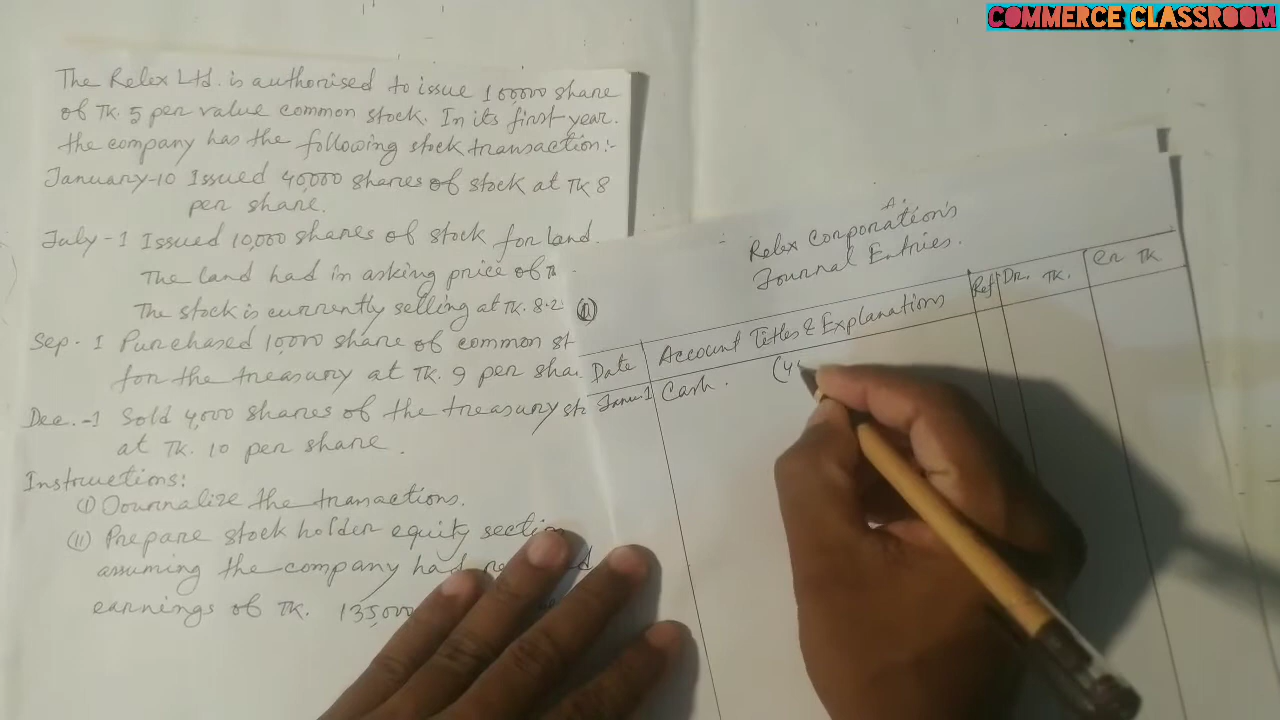 COMMERCE CLASSROOM
The Relex Ltd. is authorised to issue 100,000 share
of TK. 5 per value common stock. In its first year.
the company has the following stock transaction:-
January-10 Issued 40,000 shares of stock at TK 8
per share.
July-1 Issued 10,000 shares of stock for land.
The land had in asking price of
The stock is currently selling at TK. 8.2
Sep. 1 Purchased 10,000 share of common st
for the treasury at TK. 9 per sha
Dec.-1 Sold 4,000 shares of the treasury st
at TK. 10 per share.
Instructions:
(i) Journalize the transactions.
(ii) Prepare stock holder equity section
assuming the company had
earnings of TK. 135,000
A.
Relex Corporation's
Journal Entries.
Date Account Titles & Explanations Ref Dr. TK. Cr TK
Janu.1 Cash.